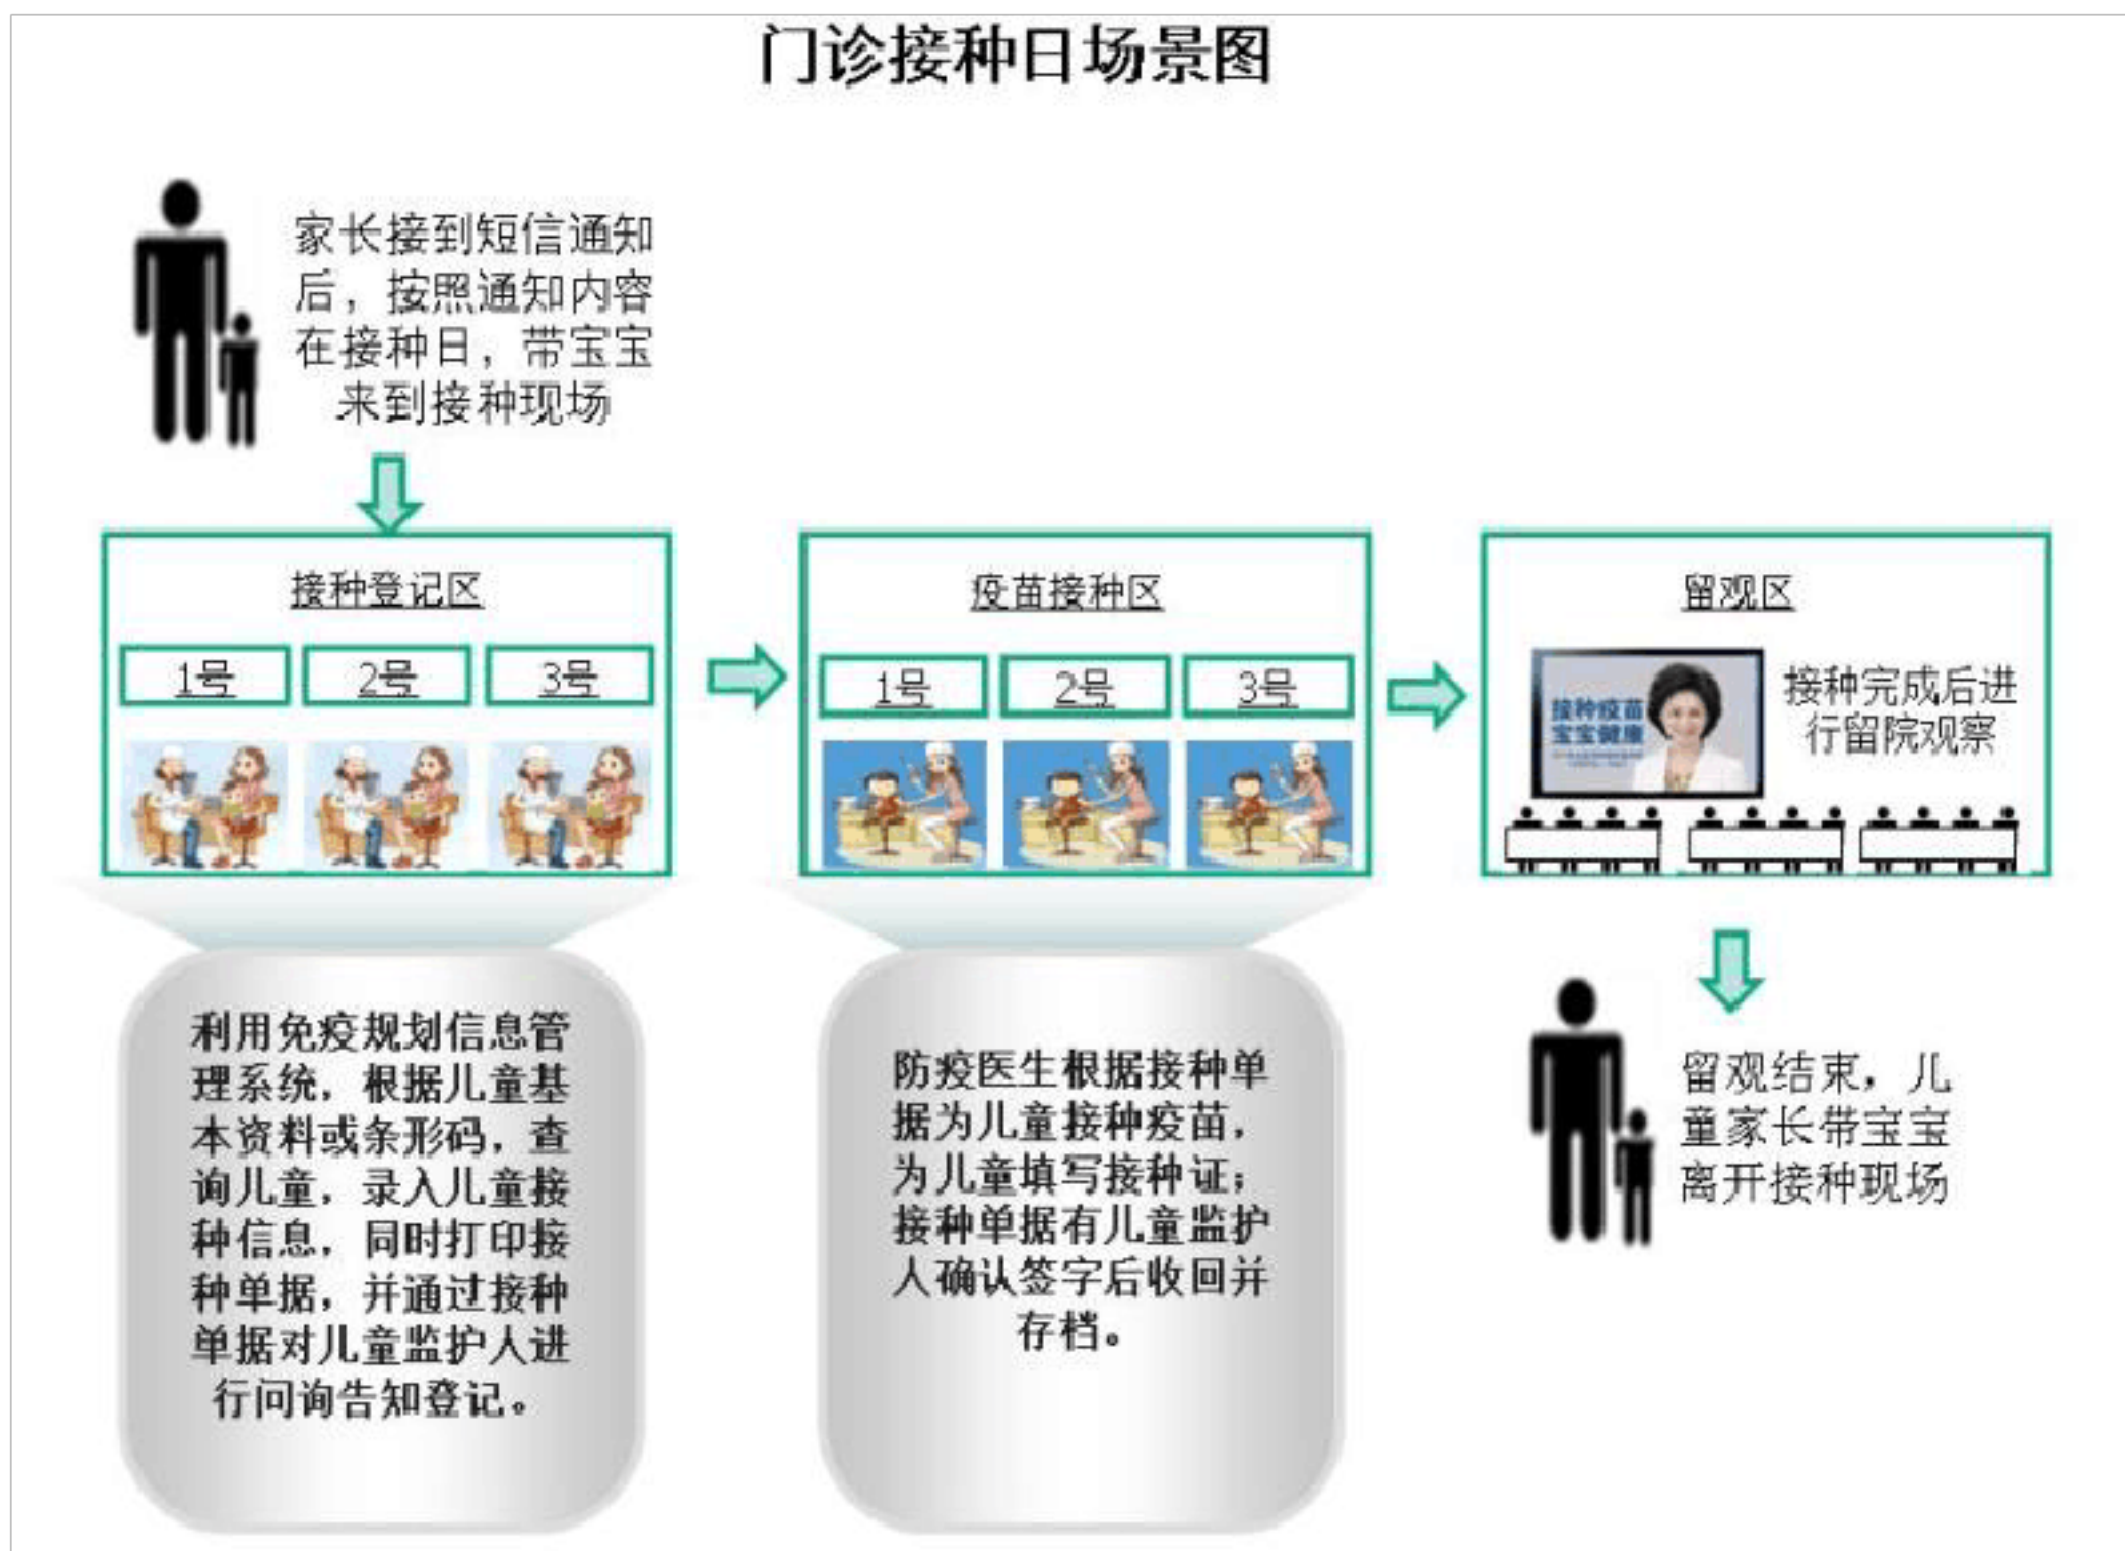 门诊接种日场景图
家长接到短信通知
后，按照通知内容
在接种日，带宝宝
来到接种现场
接种登记区
1号
2号
3号
利用免疫规划信息管
理系统，根据儿童基
本资料或条形码，查
询儿童，录入儿童接
种信息，同时打印接
种单据，并通过接种
单据对儿童监护人进
行问询告知登记。
疫苗接种区
1号
2号
3号
防疫医生根据接种单
据为儿童接种疫苗，
为儿童填写接种证；
接种单据有儿童监护
人确认签字后收回并
存档。
留观区
接种疫苗
宝宝健康
接种完成后进
行留院观察
留观结束，儿
童家长带宝宝
离开接种现场